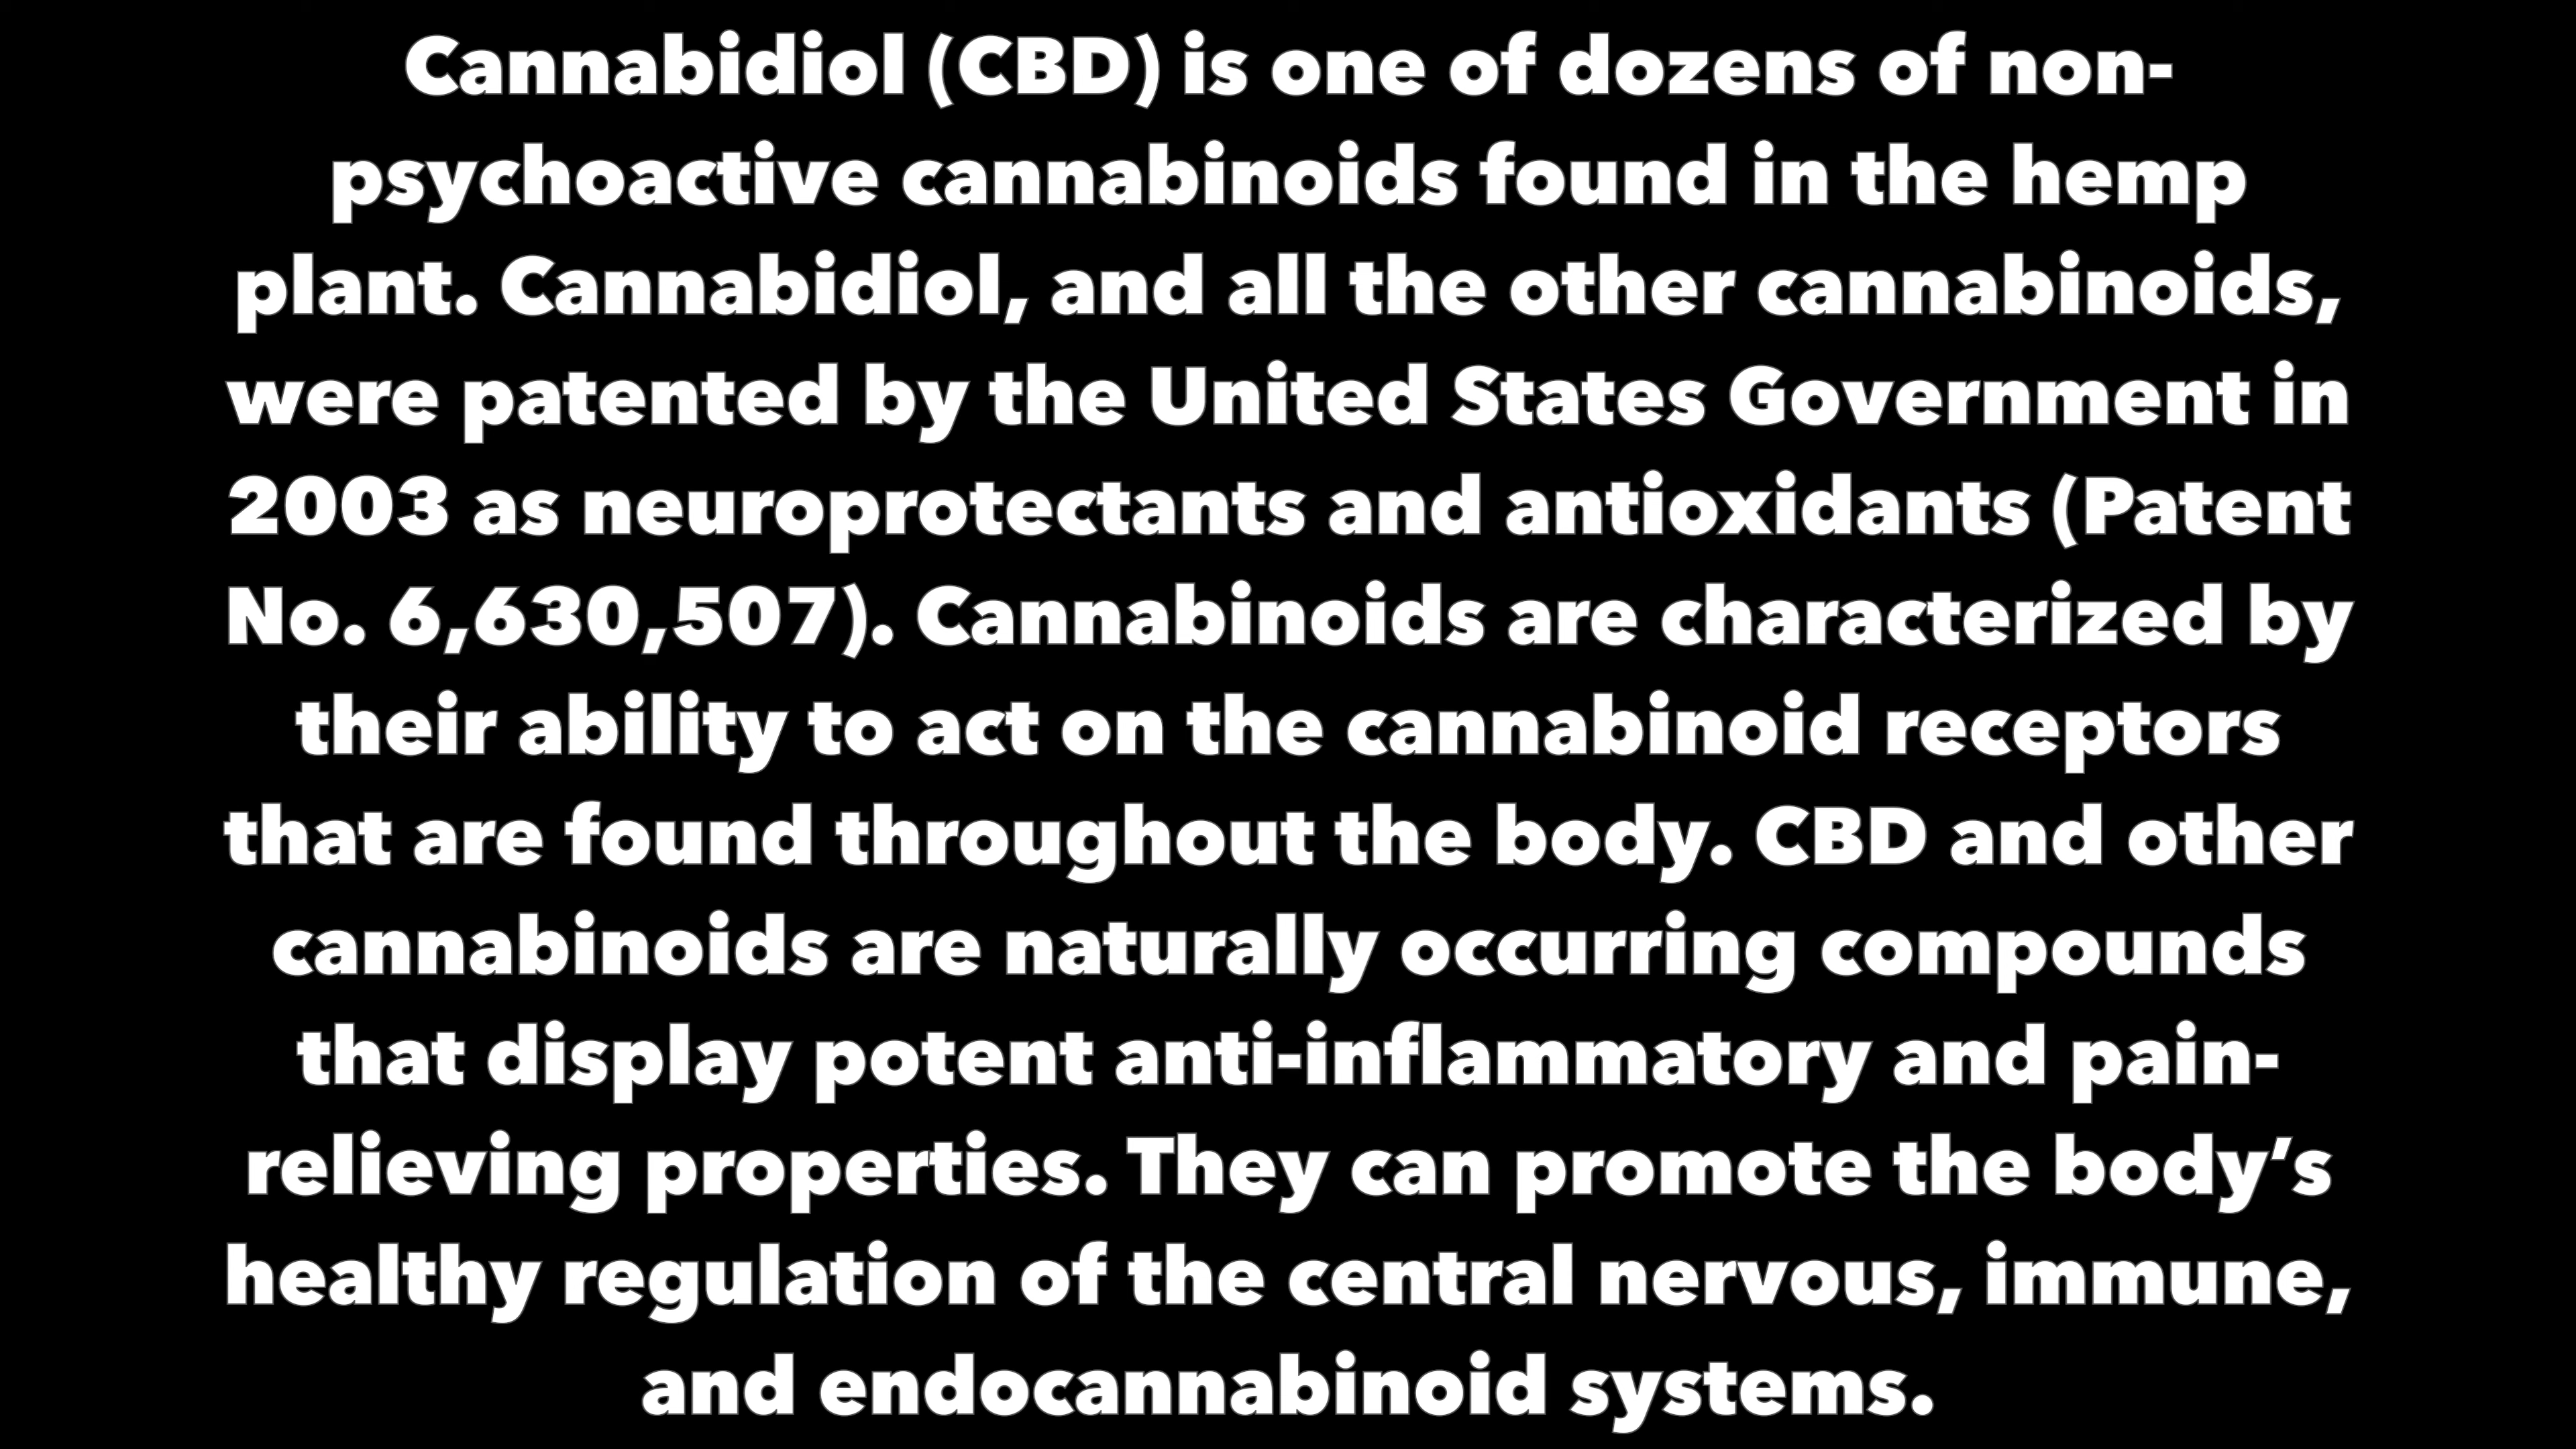 Cannabidiol (CBD) is one of dozens of non-
psychoactive cannabinoids found in the hemp
plant. Cannabidiol, and all the other cannabinoids,
were patented by the United States Government in
2003 as neuroprotectants and antioxidants (Patent
No. 6,630,507). Cannabinoids are characterized by
their ability to act on the cannabinoid receptors
that are found throughout the body. CBD and other
cannabinoids are naturally occurring compounds
that display potent anti-inflammatory and pain-
relieving properties. They can promote the body’s
healthy regulation of the central nervous, immune,
and endocannabinoid systems.